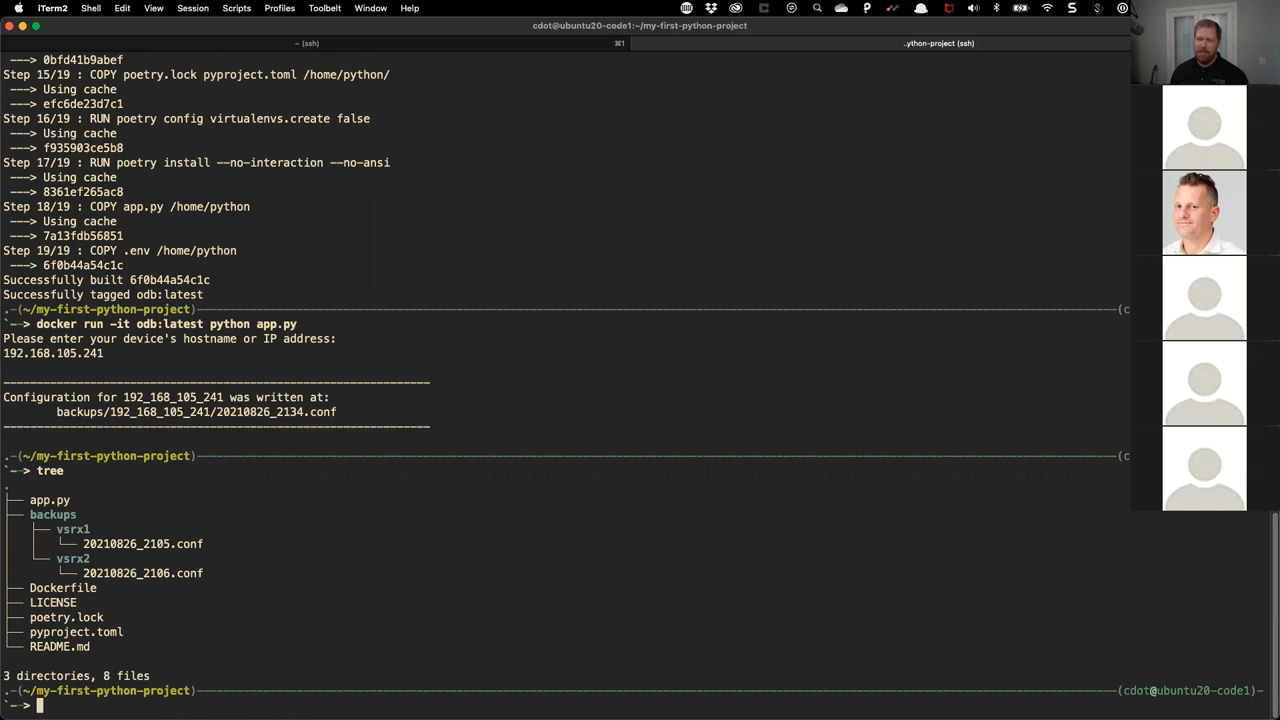 iTerm2 Shell Edit View Session Scripts Profiles Toolbelt Window Help
cdot@ubuntu20-code1:~/my-first-python-project
~ (ssh) ⌘1 ..ython-project (ssh)
---> 0bfd41b9abef
Step 15/19 : COPY poetry.lock pyproject.toml /home/python/
---> Using cache
---> efc6de23d7c1
Step 16/19 : RUN poetry config virtualenvs.create false
---> Using cache
---> f935903ce5b8
Step 17/19 : RUN poetry install --no-interaction --no-ansi
---> Using cache
---> 8361ef265ac8
Step 18/19 : COPY app.py /home/python
---> Using cache
---> 7a13fdb56851
Step 19/19 : COPY .env /home/python
---> 6f0b44a54c1c
Successfully built 6f0b44a54c1c
Successfully tagged odb:latest
.-(~/my-first-python-project)(c
`--> docker run -it odb:latest python app.py
Please enter your device's hostname or IP address:
192.168.105.241
Configuration for 192_168_105_241 was written at:
backups/192_168_105_241/20210826_2134.conf
.-(~/my-first-python-project)(c
`--> tree
.
├── app.py
├── backups
│   ├── vsrx1
│   │   └── 20210826_2105.conf
│   └── vsrx2
│       └── 20210826_2106.conf
├── Dockerfile
├── LICENSE
├── poetry.lock
├── pyproject.toml
└── README.md
3 directories, 8 files
.-(~/my-first-python-project)(cdot@ubuntu20-code1)-
`-->